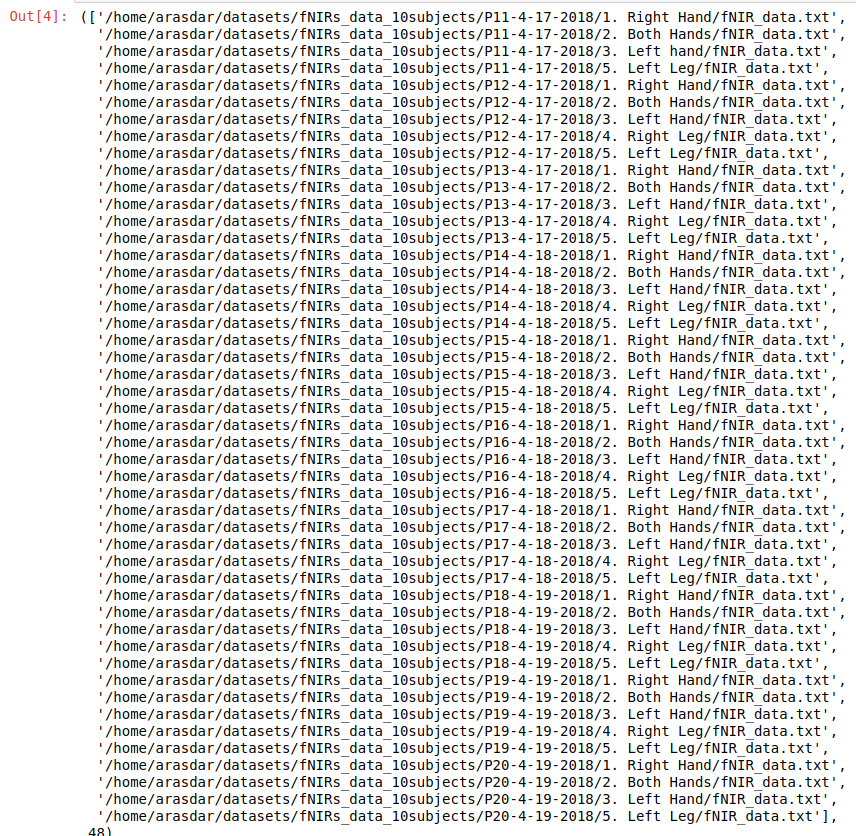 Out[4]: (['/home/arasdar/datasets/fNIRs_data_10subjects/P11-4-17-2018/1. Right Hand/fNIR_data.txt',
'/home/arasdar/datasets/fNIRs_data_10subjects/P11-4-17-2018/2. Both Hands/fNIR_data.txt',
'/home/arasdar/datasets/fNIRs_data_10subjects/P11-4-17-2018/3. Left hand/fNIR_data.txt',
'/home/arasdar/datasets/fNIRs_data_10subjects/P11-4-17-2018/5. Left Leg/fNIR_data.txt',
'/home/arasdar/datasets/fNIRs_data_10subjects/P12-4-17-2018/1. Right Hand/fNIR_data.txt',
'/home/arasdar/datasets/fNIRs_data_10subjects/P12-4-17-2018/2. Both Hands/fNIR_data.txt',
'/home/arasdar/datasets/fNIRs_data_10subjects/P12-4-17-2018/3. Left Hand/fNIR_data.txt',
'/home/arasdar/datasets/fNIRs_data_10subjects/P12-4-17-2018/4. Right Leg/fNIR_data.txt',
'/home/arasdar/datasets/fNIRs_data_10subjects/P12-4-17-2018/5. Left Leg/fNIR_data.txt',
'/home/arasdar/datasets/fNIRs_data_10subjects/P13-4-17-2018/1. Right Hand/fNIR_data.txt',
'/home/arasdar/datasets/fNIRs_data_10subjects/P13-4-17-2018/2. Both Hands/fNIR_data.txt',
'/home/arasdar/datasets/fNIRs_data_10subjects/P13-4-17-2018/3. Left Hand/fNIR_data.txt',
'/home/arasdar/datasets/fNIRs_data_10subjects/P13-4-17-2018/4. Right Leg/fNIR_data.txt',
'/home/arasdar/datasets/fNIRs_data_10subjects/P13-4-17-2018/5. Left Leg/fNIR_data.txt',
'/home/arasdar/datasets/fNIRs_data_10subjects/P14-4-18-2018/1. Right Hand/fNIR_data.txt',
'/home/arasdar/datasets/fNIRs_data_10subjects/P14-4-18-2018/2. Both Hands/fNIR_data.txt',
'/home/arasdar/datasets/fNIRs_data_10subjects/P14-4-18-2018/3. Left Hand/fNIR_data.txt',
'/home/arasdar/datasets/fNIRs_data_10subjects/P14-4-18-2018/4. Right Leg/fNIR_data.txt',
'/home/arasdar/datasets/fNIRs_data_10subjects/P14-4-18-2018/5. Left Leg/fNIR_data.txt',
'/home/arasdar/datasets/fNIRs_data_10subjects/P15-4-18-2018/1. Right Hand/fNIR_data.txt',
'/home/arasdar/datasets/fNIRs_data_10subjects/P15-4-18-2018/2. Both Hands/fNIR_data.txt',
'/home/arasdar/datasets/fNIRs_data_10subjects/P15-4-18-2018/3. Left Hand/fNIR_data.txt',
'/home/arasdar/datasets/fNIRs_data_10subjects/P15-4-18-2018/4. Right Leg/fNIR_data.txt',
'/home/arasdar/datasets/fNIRs_data_10subjects/P15-4-18-2018/5. Left Leg/fNIR_data.txt',
'/home/arasdar/datasets/fNIRs_data_10subjects/P16-4-18-2018/1. Right Hand/fNIR_data.txt',
'/home/arasdar/datasets/fNIRs_data_10subjects/P16-4-18-2018/2. Both Hands/fNIR_data.txt',
'/home/arasdar/datasets/fNIRs_data_10subjects/P16-4-18-2018/3. Left Hand/fNIR_data.txt',
'/home/arasdar/datasets/fNIRs_data_10subjects/P16-4-18-2018/4. Right Leg/fNIR_data.txt',
'/home/arasdar/datasets/fNIRs_data_10subjects/P16-4-18-2018/5. Left Leg/fNIR_data.txt',
'/home/arasdar/datasets/fNIRs_data_10subjects/P17-4-18-2018/1. Right Hand/fNIR_data.txt',
'/home/arasdar/datasets/fNIRs_data_10subjects/P17-4-18-2018/2. Both Hands/fNIR_data.txt',
'/home/arasdar/datasets/fNIRs_data_10subjects/P17-4-18-2018/3. Left Hand/fNIR_data.txt',
'/home/arasdar/datasets/fNIRs_data_10subjects/P17-4-18-2018/4. Right Leg/fNIR_data.txt',
'/home/arasdar/datasets/fNIRs_data_10subjects/P17-4-18-2018/5. Left Leg/fNIR_data.txt',
'/home/arasdar/datasets/fNIRs_data_10subjects/P18-4-19-2018/1. Right Hand/fNIR_data.txt',
'/home/arasdar/datasets/fNIRs_data_10subjects/P18-4-19-2018/2. Both Hands/fNIR_data.txt',
'/home/arasdar/datasets/fNIRs_data_10subjects/P18-4-19-2018/3. Left Hand/fNIR_data.txt',
'/home/arasdar/datasets/fNIRs_data_10subjects/P18-4-19-2018/4. Right Leg/fNIR_data.txt',
'/home/arasdar/datasets/fNIRs_data_10subjects/P18-4-19-2018/5. Left Leg/fNIR_data.txt',
'/home/arasdar/datasets/fNIRs_data_10subjects/P19-4-19-2018/1. Right Hand/fNIR_data.txt',
'/home/arasdar/datasets/fNIRs_data_10subjects/P19-4-19-2018/2. Both Hands/fNIR_data.txt',
'/home/arasdar/datasets/fNIRs_data_10subjects/P19-4-19-2018/3. Left Hand/fNIR_data.txt',
'/home/arasdar/datasets/fNIRs_data_10subjects/P19-4-19-2018/4. Right Leg/fNIR_data.txt',
'/home/arasdar/datasets/fNIRs_data_10subjects/P19-4-19-2018/5. Left Leg/fNIR_data.txt',
'/home/arasdar/datasets/fNIRs_data_10subjects/P20-4-19-2018/1. Right Hand/fNIR_data.txt',
'/home/arasdar/datasets/fNIRs_data_10subjects/P20-4-19-2018/2. Both Hands/fNIR_data.txt',
'/home/arasdar/datasets/fNIRs_data_10subjects/P20-4-19-2018/3. Left Hand/fNIR_data.txt',
'/home/arasdar/datasets/fNIRs_data_10subjects/P20-4-19-2018/5. Left Leg/fNIR_data.txt'],
48)